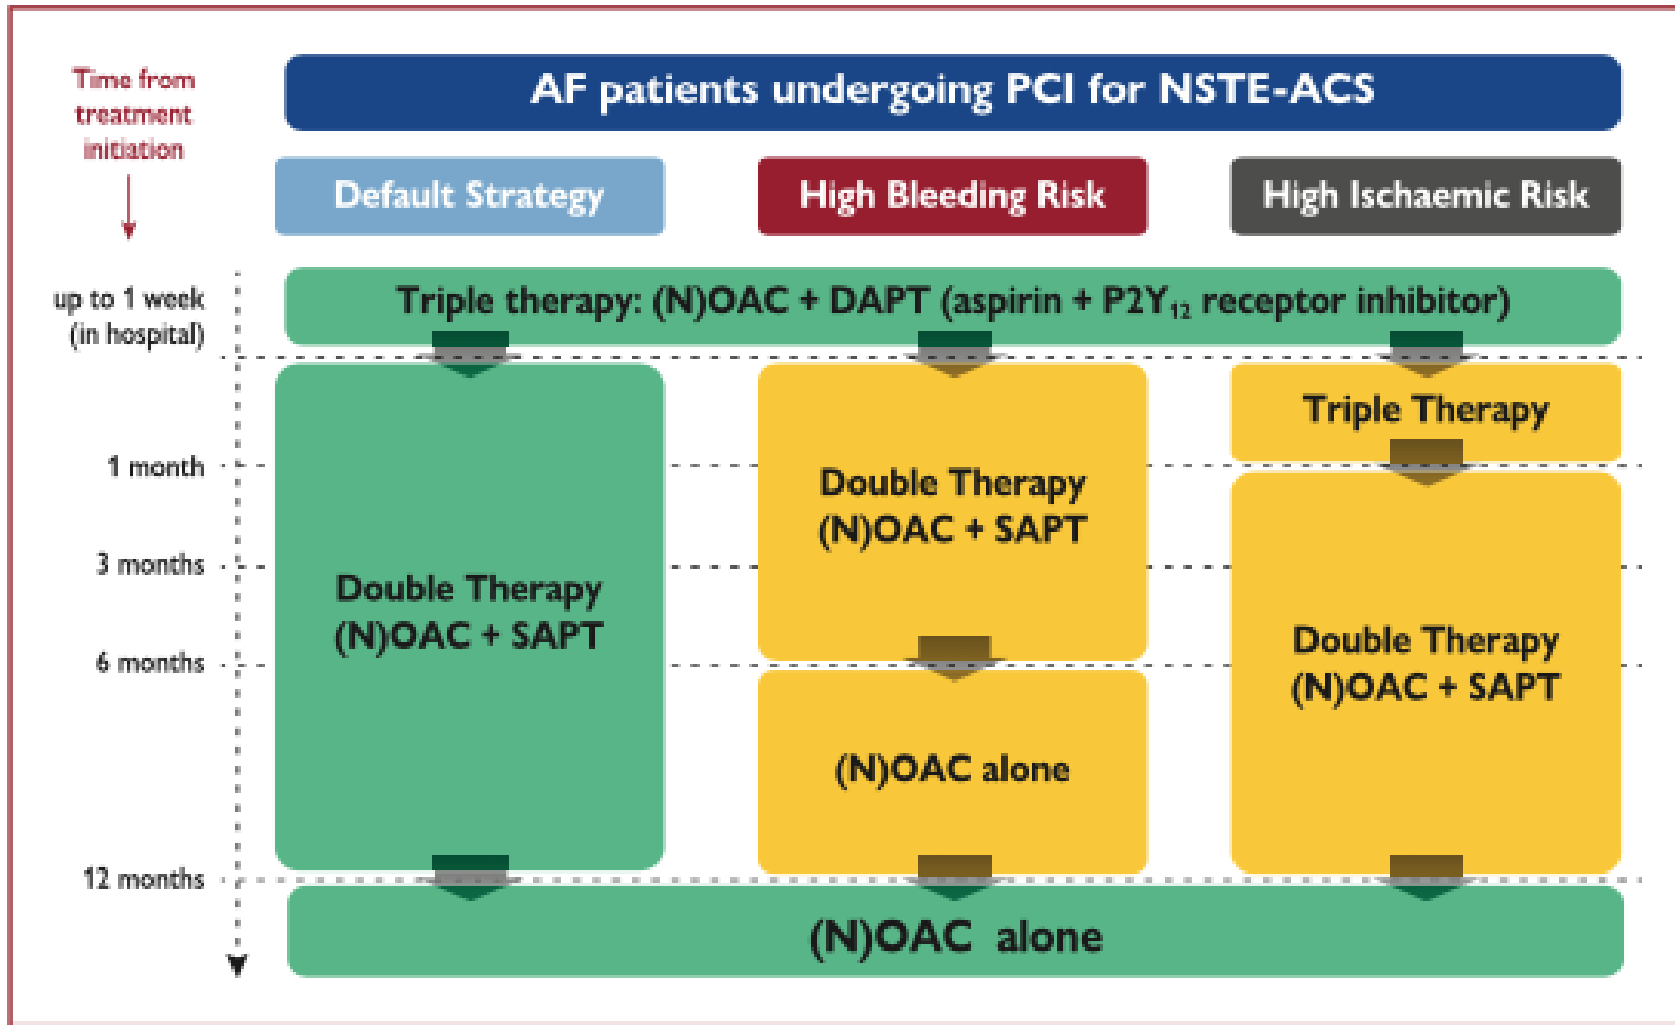 Time from
treatment
initiation
AF patients undergoing PCI for NSTE-ACS
Default Strategy
High Bleeding Risk
High Ischaemic Risk
up to 1 week
(in hospital)
Triple therapy: (N)OAC + DAPT (aspirin + P2Y₁₂ receptor inhibitor)
Triple Therapy
1 month
Double Therapy
(N)OAC + SAPT
3 months
Double Therapy
(N)OAC + SAPT
6 months
Double Therapy
(N)OAC + SAPT
(N)OAC alone
12 months
(N)OAC alone